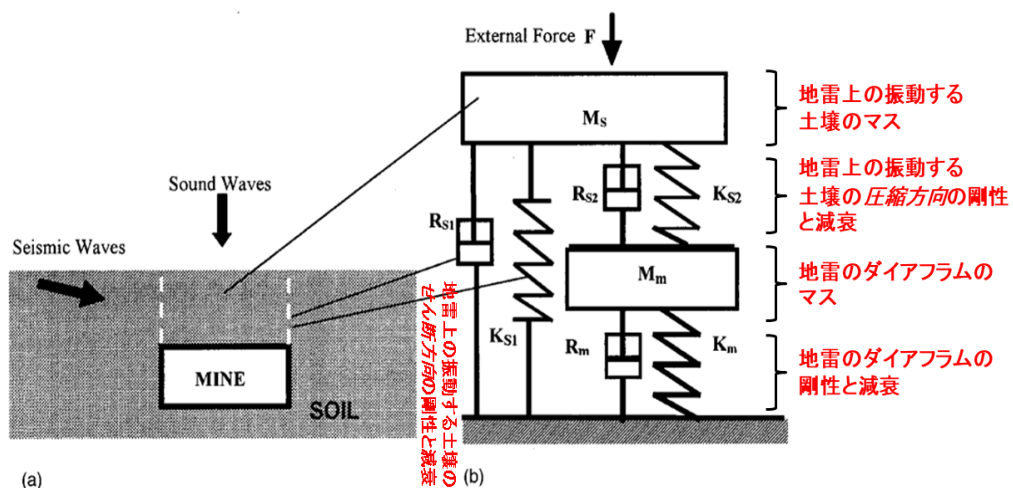 External Force F
Ms
Sound Waves
Seismic Waves
MINE
SOIL
(a)
RS1
KS1
RS2
KS2
Mm
Rm
Km
(b)
地雷上の振動する
土壌のマス
地雷上の振動する
土壌の圧縮方向の剛性
と減衰
地雷のダイアフラムの
マス
地雷のダイアフラムの
剛性と減衰
地雷上の振動する土壌の
せん断方向の剛性と減衰